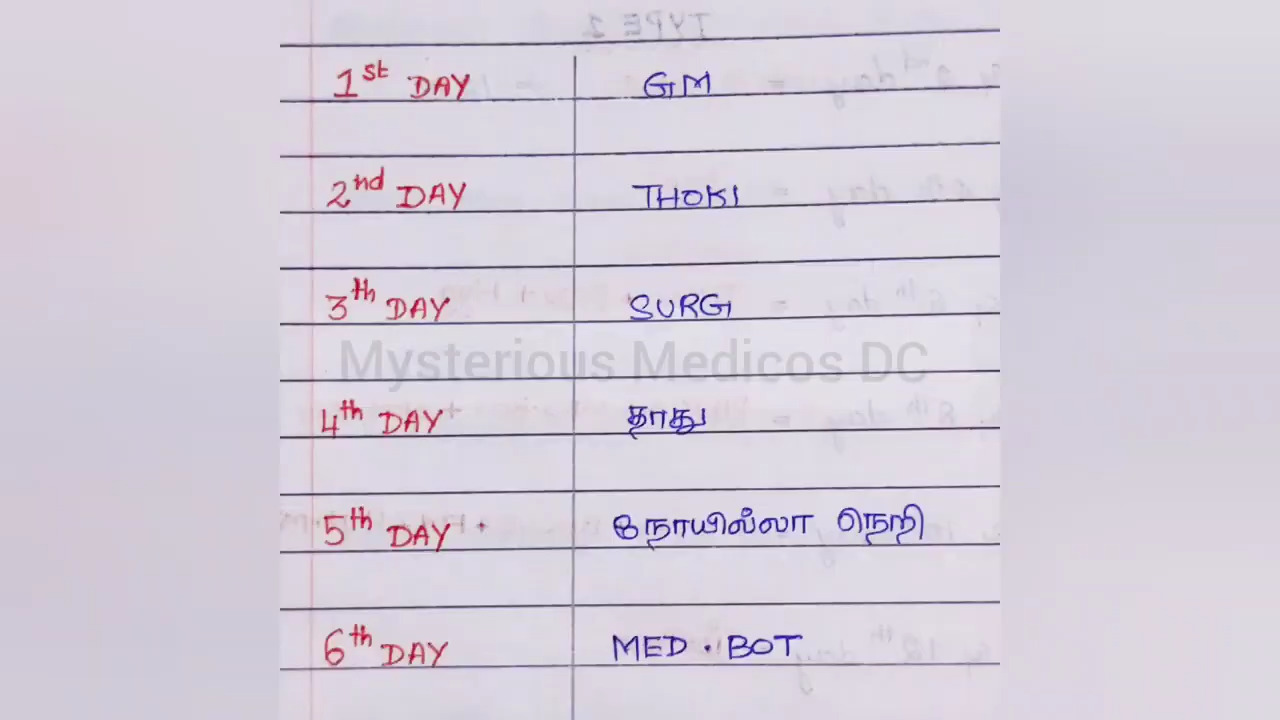 1st DAY GM
2nd DAY THOKI
3th DAY SURG
Mysterious Medicos DC
4th DAY தாது
5th DAY நோயில்லா நெறி
6th DAY MED. BOT